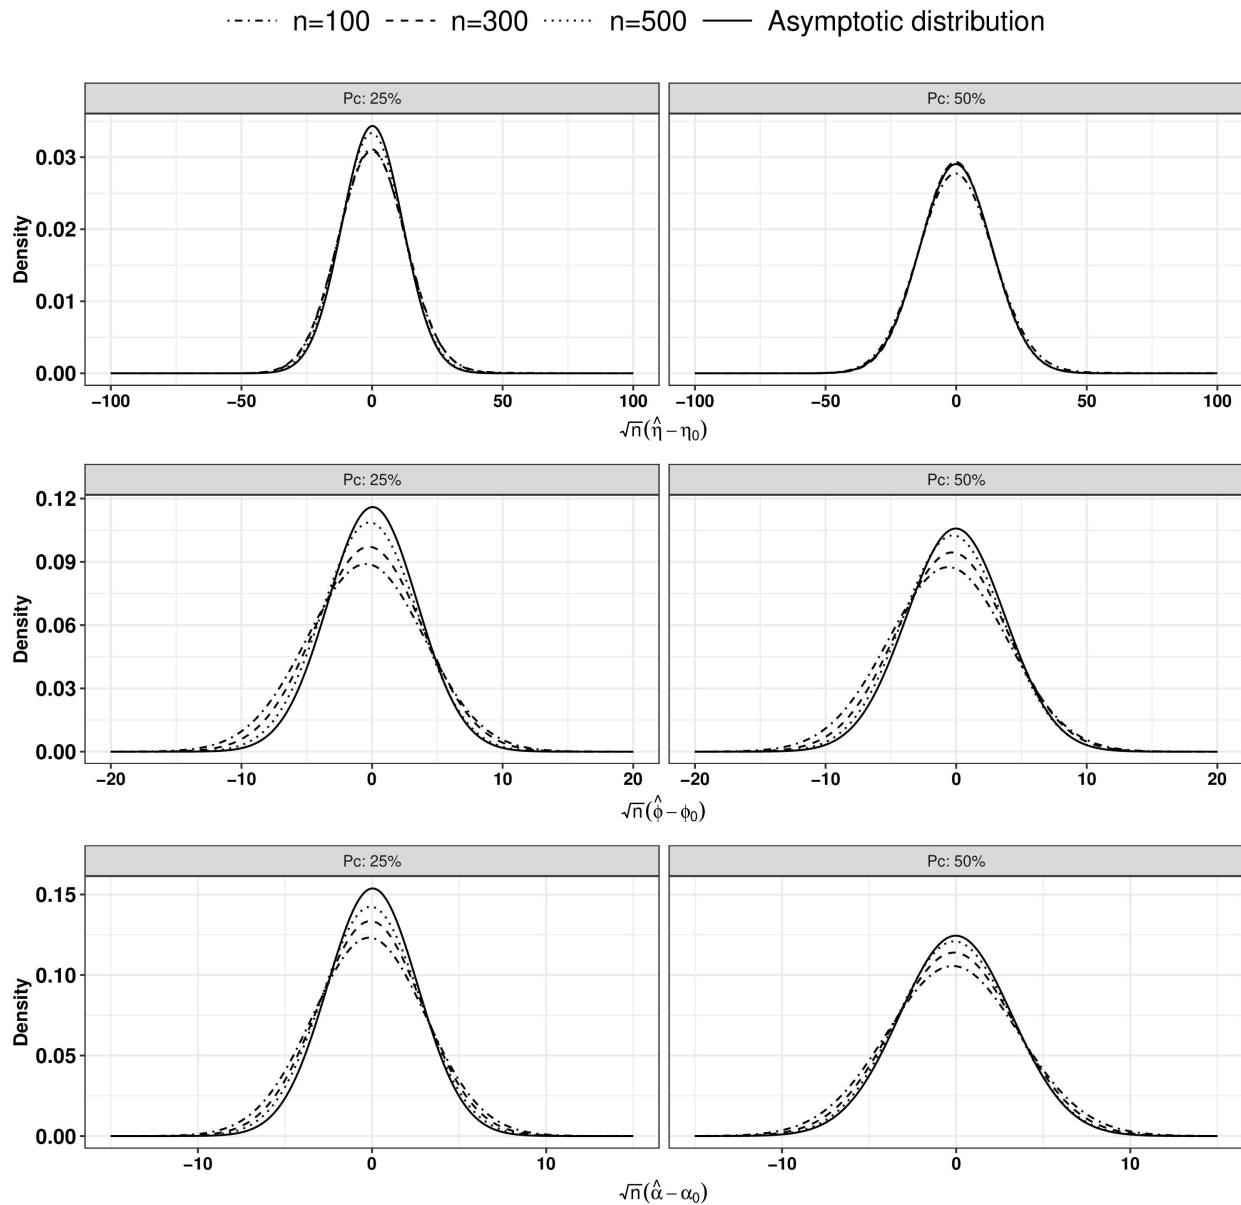 n=100 n=300 n=500 Asymptotic distribution
Pc: 25% Pc: 50%
Density
0.03
0.02
0.01
0.00
−100 −50 0 50 100 −100 −50 0 50 100
√n(η̂ − η₀)
Pc: 25% Pc: 50%
Density
0.12
0.09
0.06
0.03
0.00
−20 −10 0 10 20 −20 −10 0 10 20
√n(ϕ̂ − ϕ₀)
Pc: 25% Pc: 50%
Density
0.15
0.10
0.05
0.00
−10 0 10 −10 0 10
√n(α̂ − α₀)